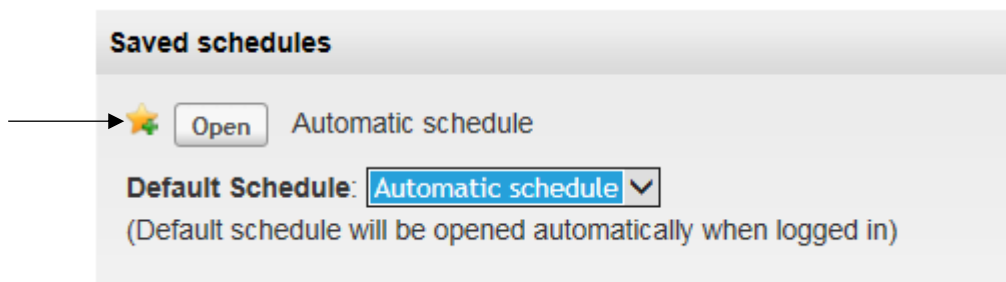 Saved schedules
Open Automatic schedule
Default Schedule: Automatic schedule
(Default schedule will be opened automatically when logged in)